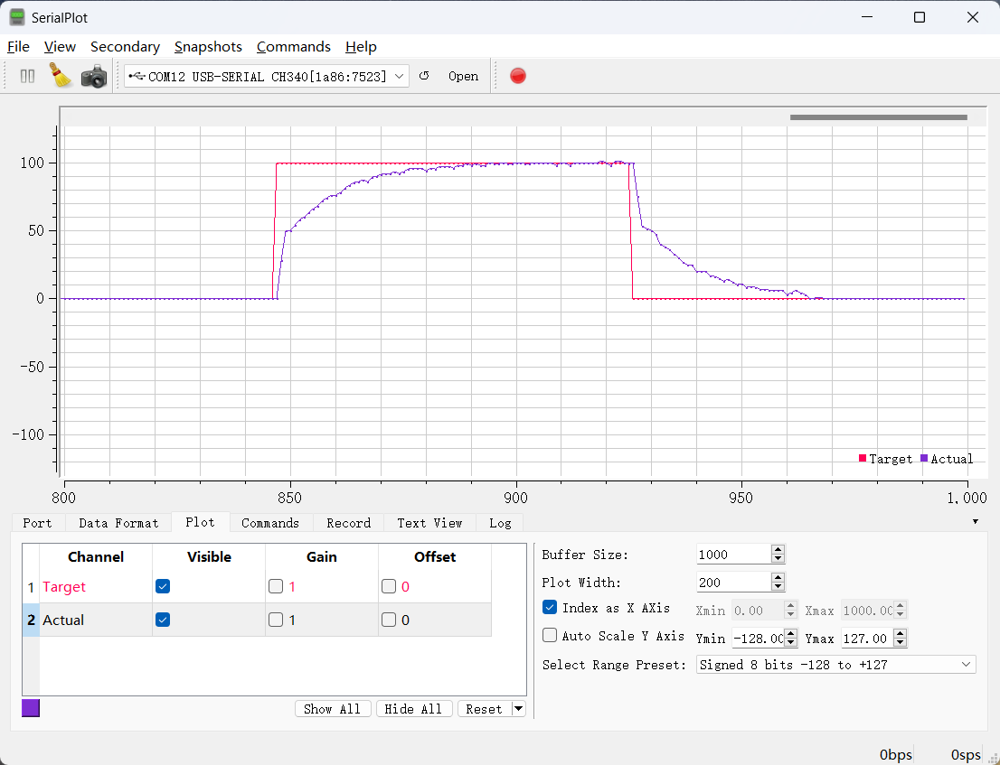 SerialPlot
File View Secondary Snapshots Commands Help
COM12 USB-SERIAL CH340[1a86:7523] Open
100
50
0
-50
-100
Target Actual
800 850 900 950 1,000
Port Data Format Plot Commands Record Text View Log
Channel Visible Gain Offset
1 Target 1 0
2 Actual 1 0
Show All Hide All Reset
Buffer Size: 1000
Plot Width: 200
Index as X AXis Xmin 0.00 Xmax 1000.00
Auto Scale Y Axis Ymin -128.00 Ymax 127.00
Select Range Preset: Signed 8 bits -128 to +127
0bps 0sps